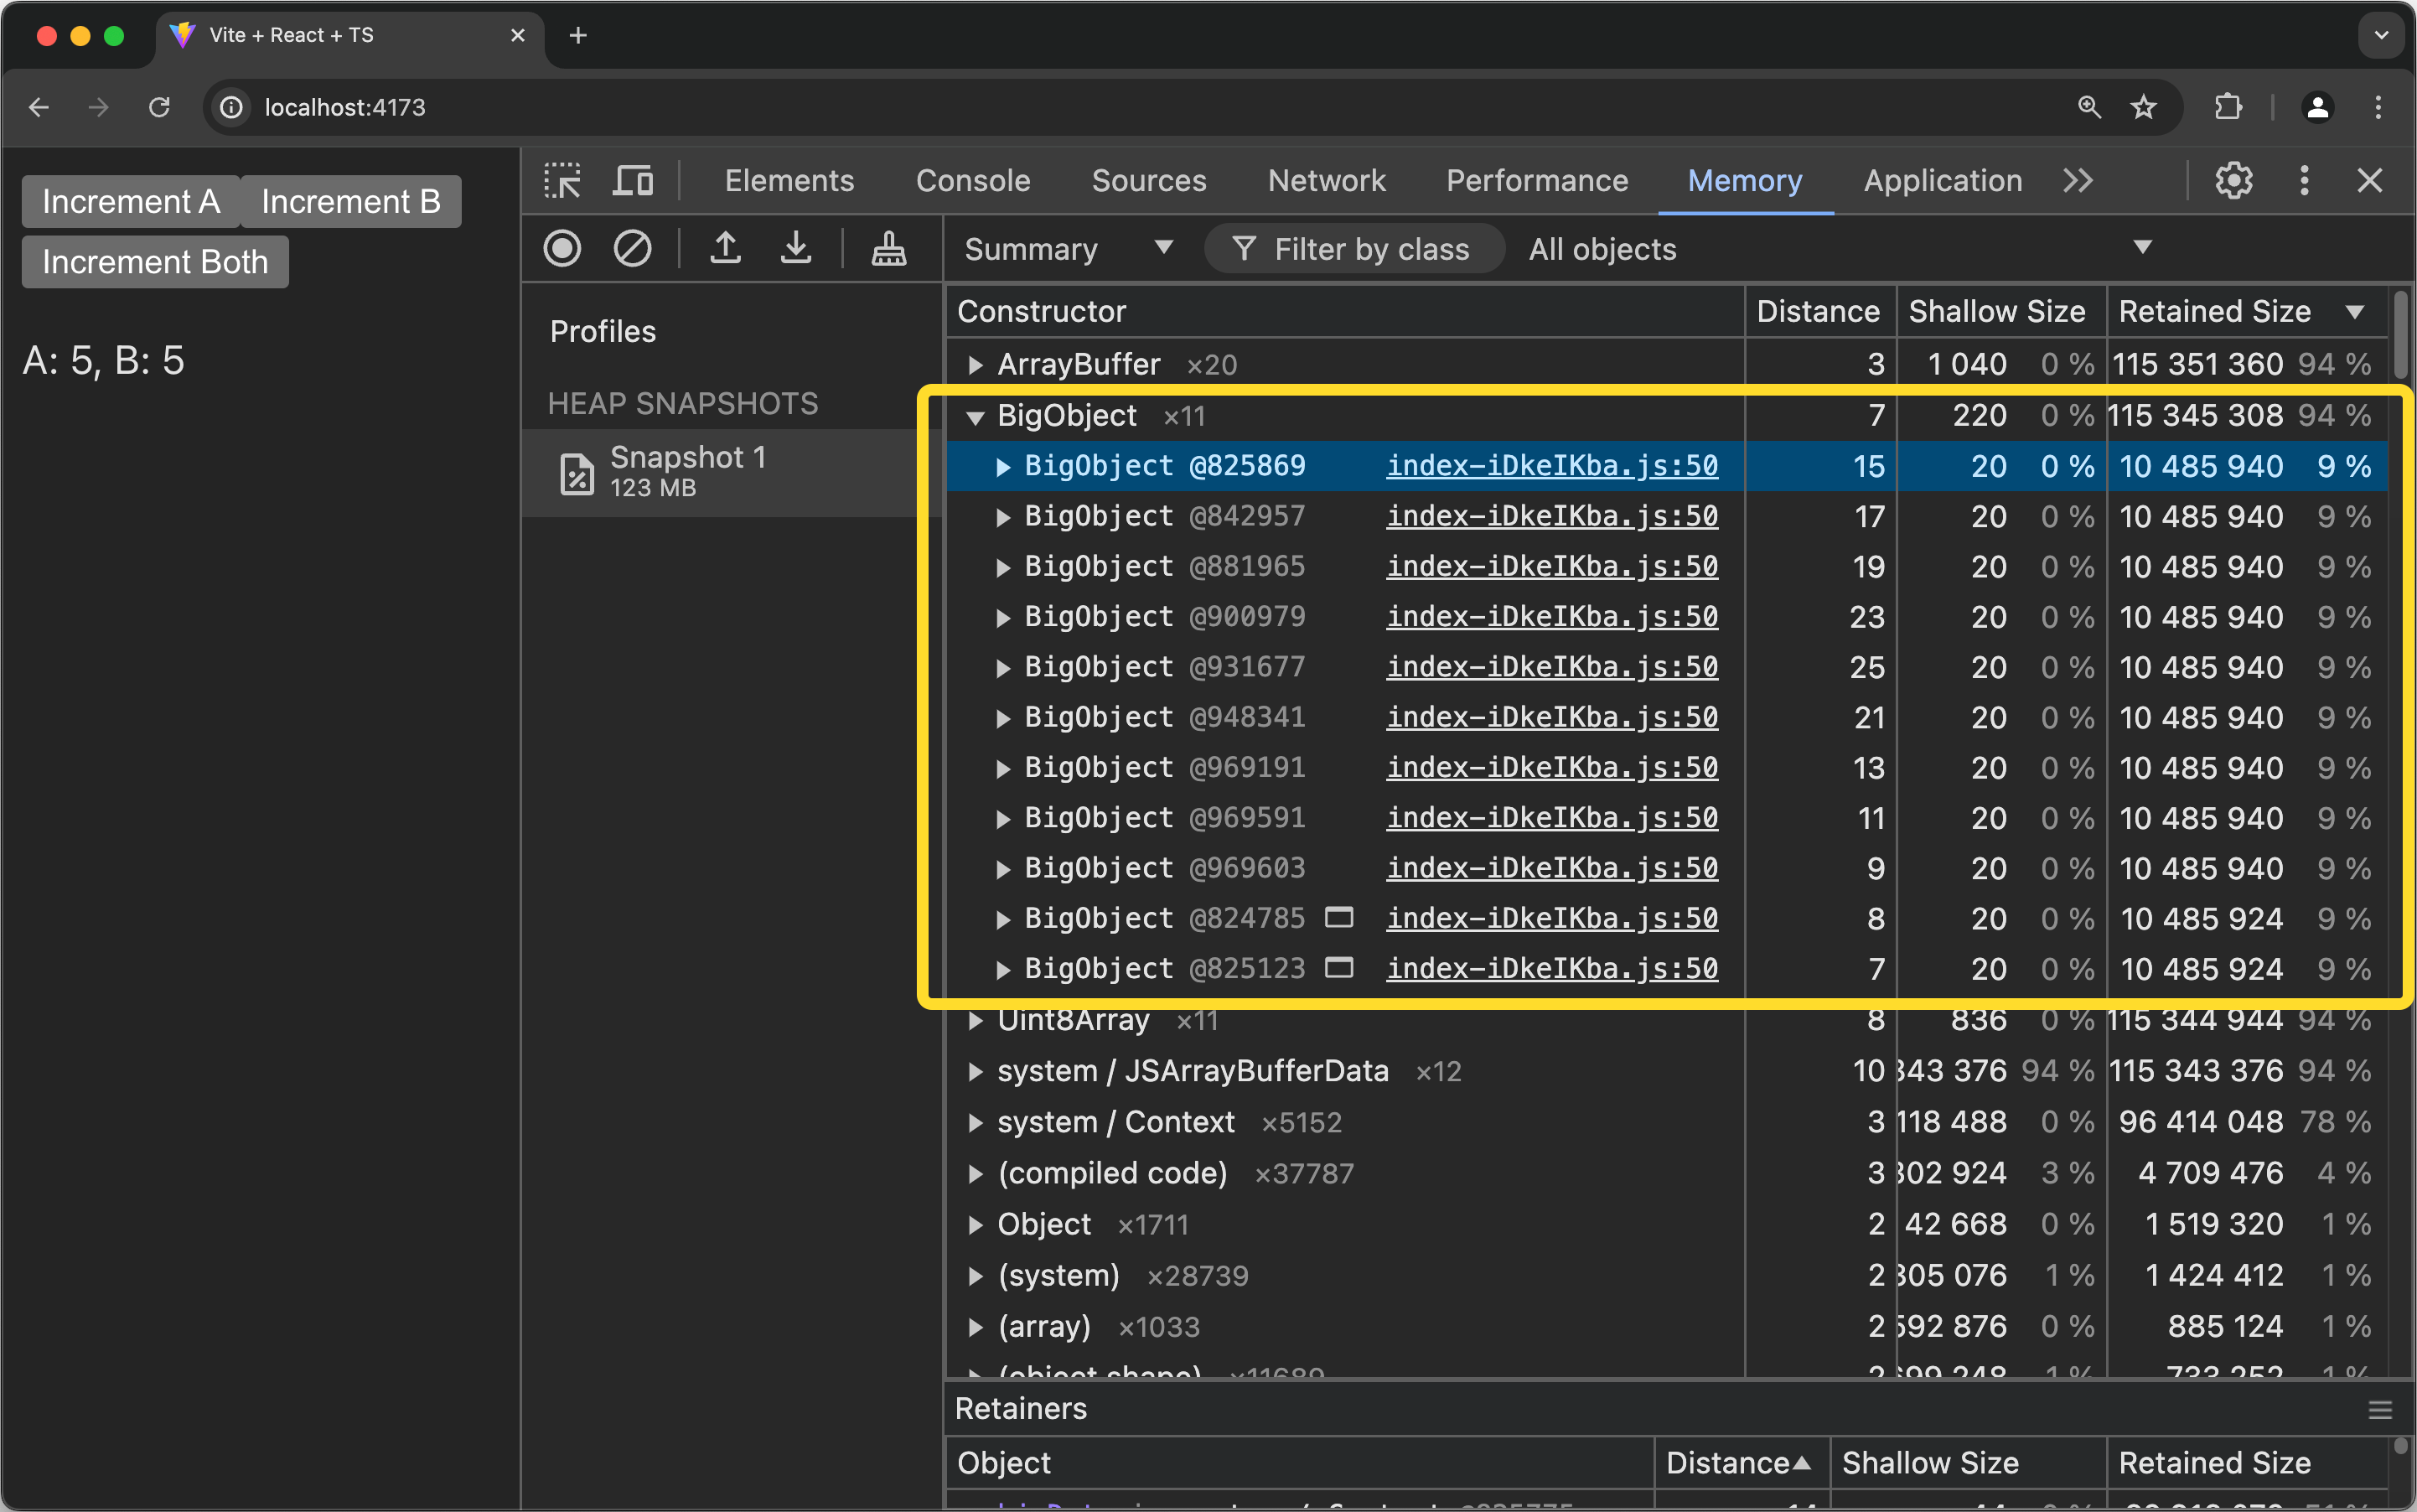 Vite + React + TS
localhost:4173
Increment A Increment B
Increment Both
A: 5, B: 5
Elements Console Sources Network Performance Memory Application
Summary Filter by class All objects
Profiles
HEAP SNAPSHOTS
Snapshot 1
123 MB
Constructor Distance Shallow Size Retained Size
ArrayBuffer ×20 3 1 040 0 % 115 351 360 94 %
BigObject ×11 7 220 0 % 115 345 308 94 %
BigObject @825869 index-iDkeIKba.js:50 15 20 0 % 10 485 940 9 %
BigObject @842957 index-iDkeIKba.js:50 17 20 0 % 10 485 940 9 %
BigObject @881965 index-iDkeIKba.js:50 19 20 0 % 10 485 940 9 %
BigObject @900979 index-iDkeIKba.js:50 23 20 0 % 10 485 940 9 %
BigObject @931677 index-iDkeIKba.js:50 25 20 0 % 10 485 940 9 %
BigObject @948341 index-iDkeIKba.js:50 21 20 0 % 10 485 940 9 %
BigObject @969191 index-iDkeIKba.js:50 13 20 0 % 10 485 940 9 %
BigObject @969591 index-iDkeIKba.js:50 11 20 0 % 10 485 940 9 %
BigObject @969603 index-iDkeIKba.js:50 9 20 0 % 10 485 940 9 %
BigObject @824785 index-iDkeIKba.js:50 8 20 0 % 10 485 924 9 %
BigObject @825123 index-iDkeIKba.js:50 7 20 0 % 10 485 924 9 %
Uint8Array ×11 8 836 0 % 115 344 944 94 %
system / JSArrayBufferData ×12 10 343 376 94 % 115 343 376 94 %
system / Context ×5152 3 118 488 0 % 96 414 048 78 %
(compiled code) ×37787 3 302 924 3 % 4 709 476 4 %
Object ×1711 2 42 668 0 % 1 519 320 1 %
(system) ×28739 2 305 076 1 % 1 424 412 1 %
(array) ×1033 2 592 876 0 % 885 124 1 %
(object shape) ×11689 2 699 248 1 % 733 252 1 %
Retainers
Object Distance Shallow Size Retained Size